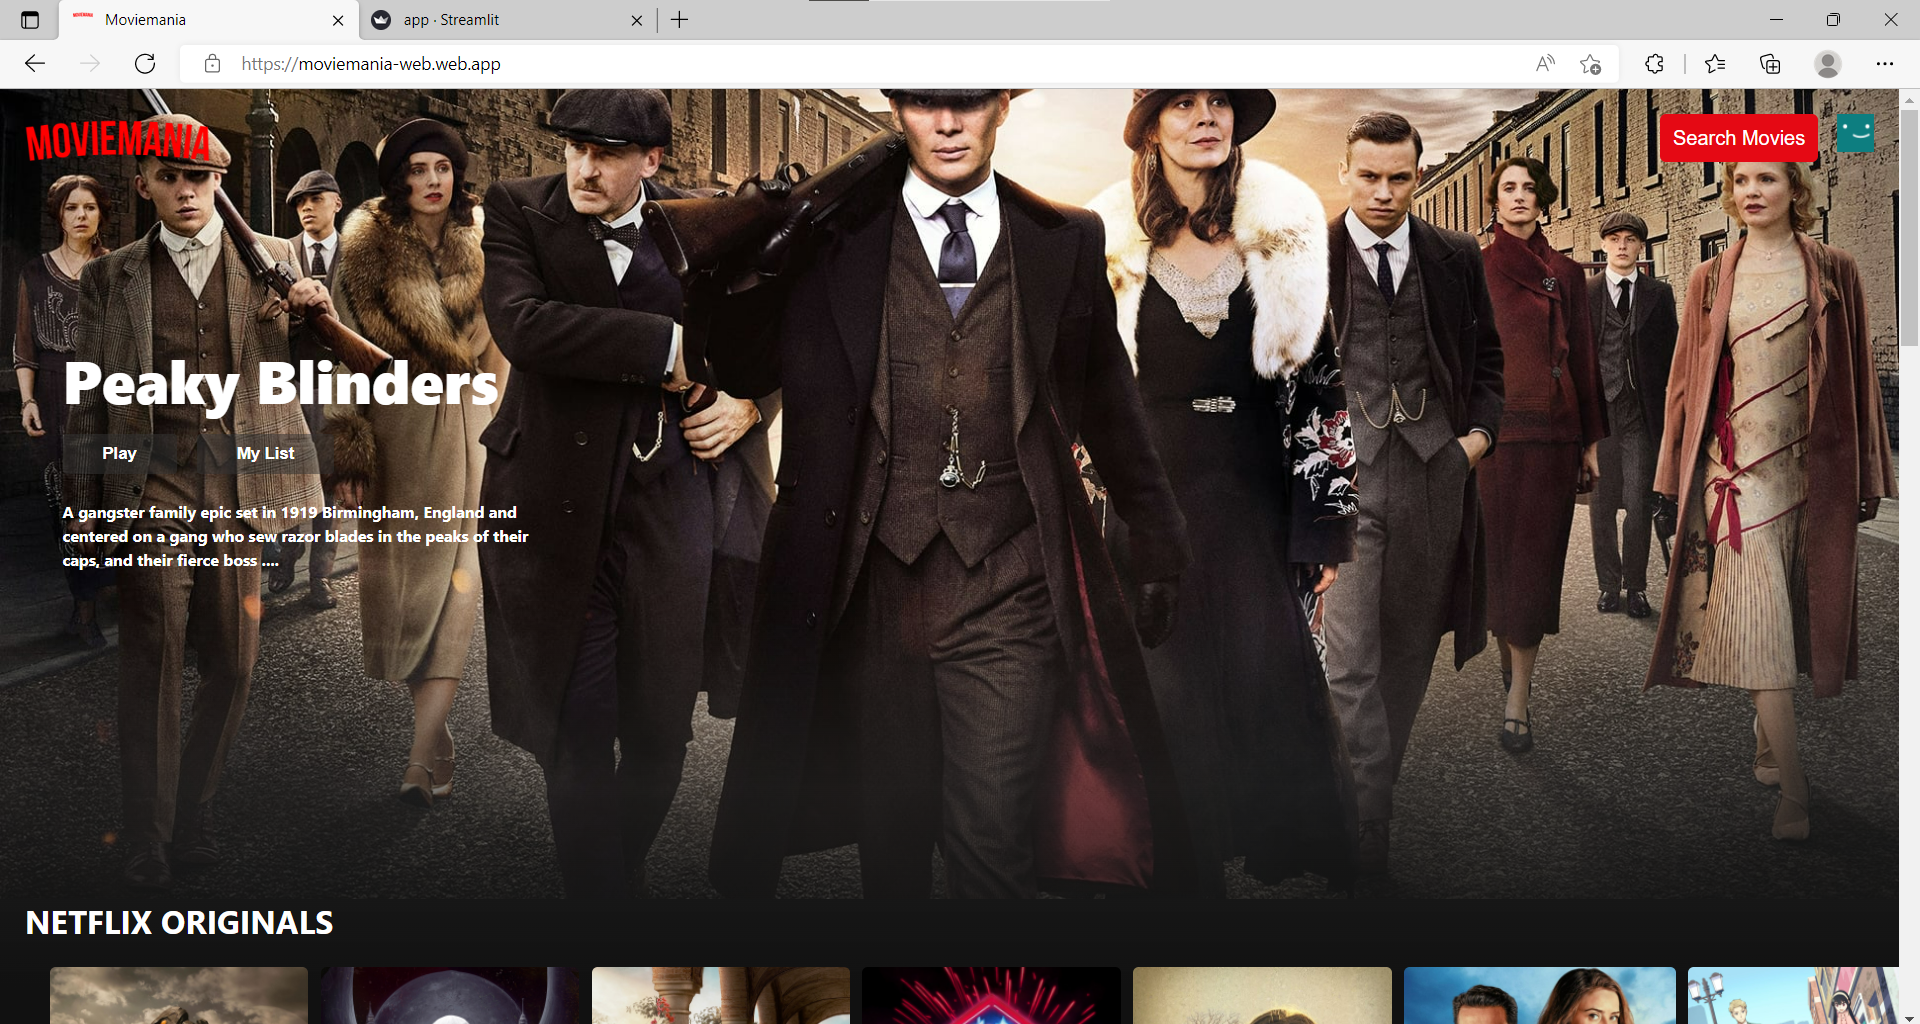 Moviemania
app · Streamlit
https://moviemania-web.web.app
MOVIEMANIA
Search Movies
Peaky Blinders
Play
My List
A gangster family epic set in 1919 Birmingham, England and
centered on a gang who sew razor blades in the peaks of their
caps, and their fierce boss ....
NETFLIX ORIGINALS